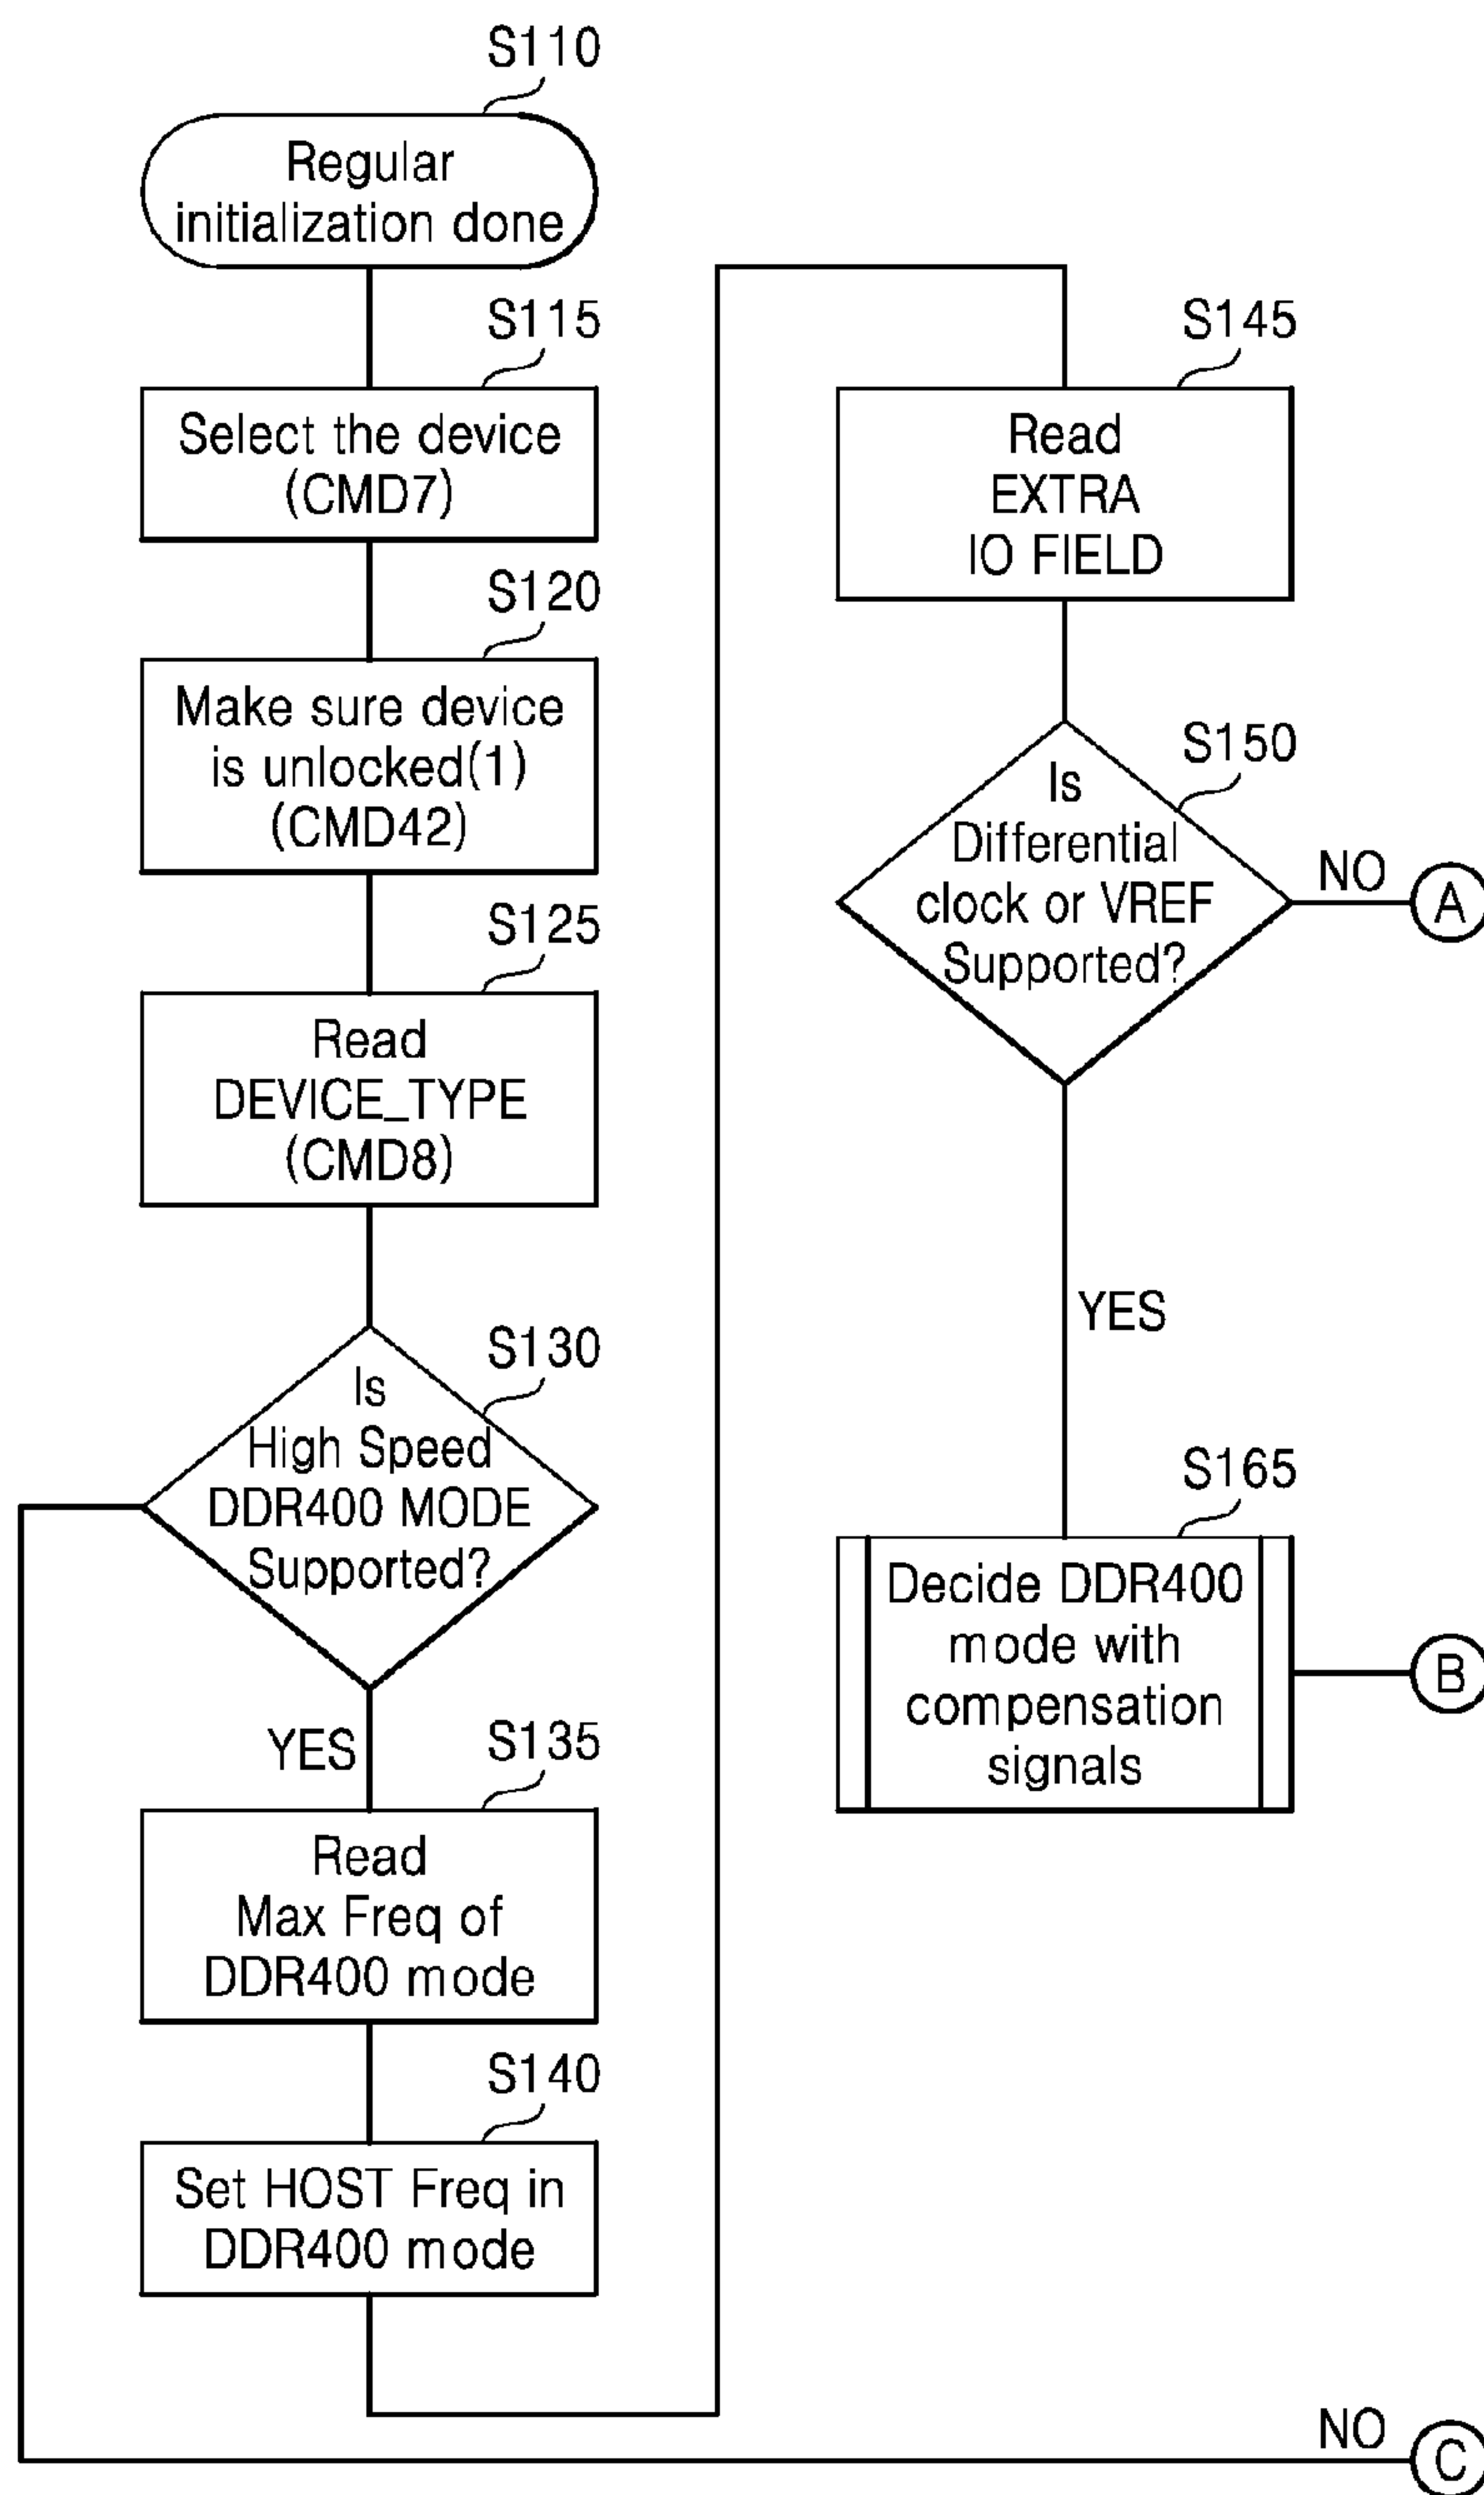 S110
Regular
initialization done
S115
Select the device
(CMD7)
S120
Make sure device
is unlocked(1)
(CMD42)
S125
Read
DEVICE_TYPE
(CMD8)
S130
Is
High Speed
DDR400 MODE
Supported?
YES
S135
Read
Max Freq of
DDR400 mode
S140
Set HOST Freq in
DDR400 mode
S145
Read
EXTRA
IO FIELD
S150
Is
Differential
clock or VREF
Supported?
NO
A
YES
S165
Decide DDR400
mode with
compensation
signals
B
NO
C